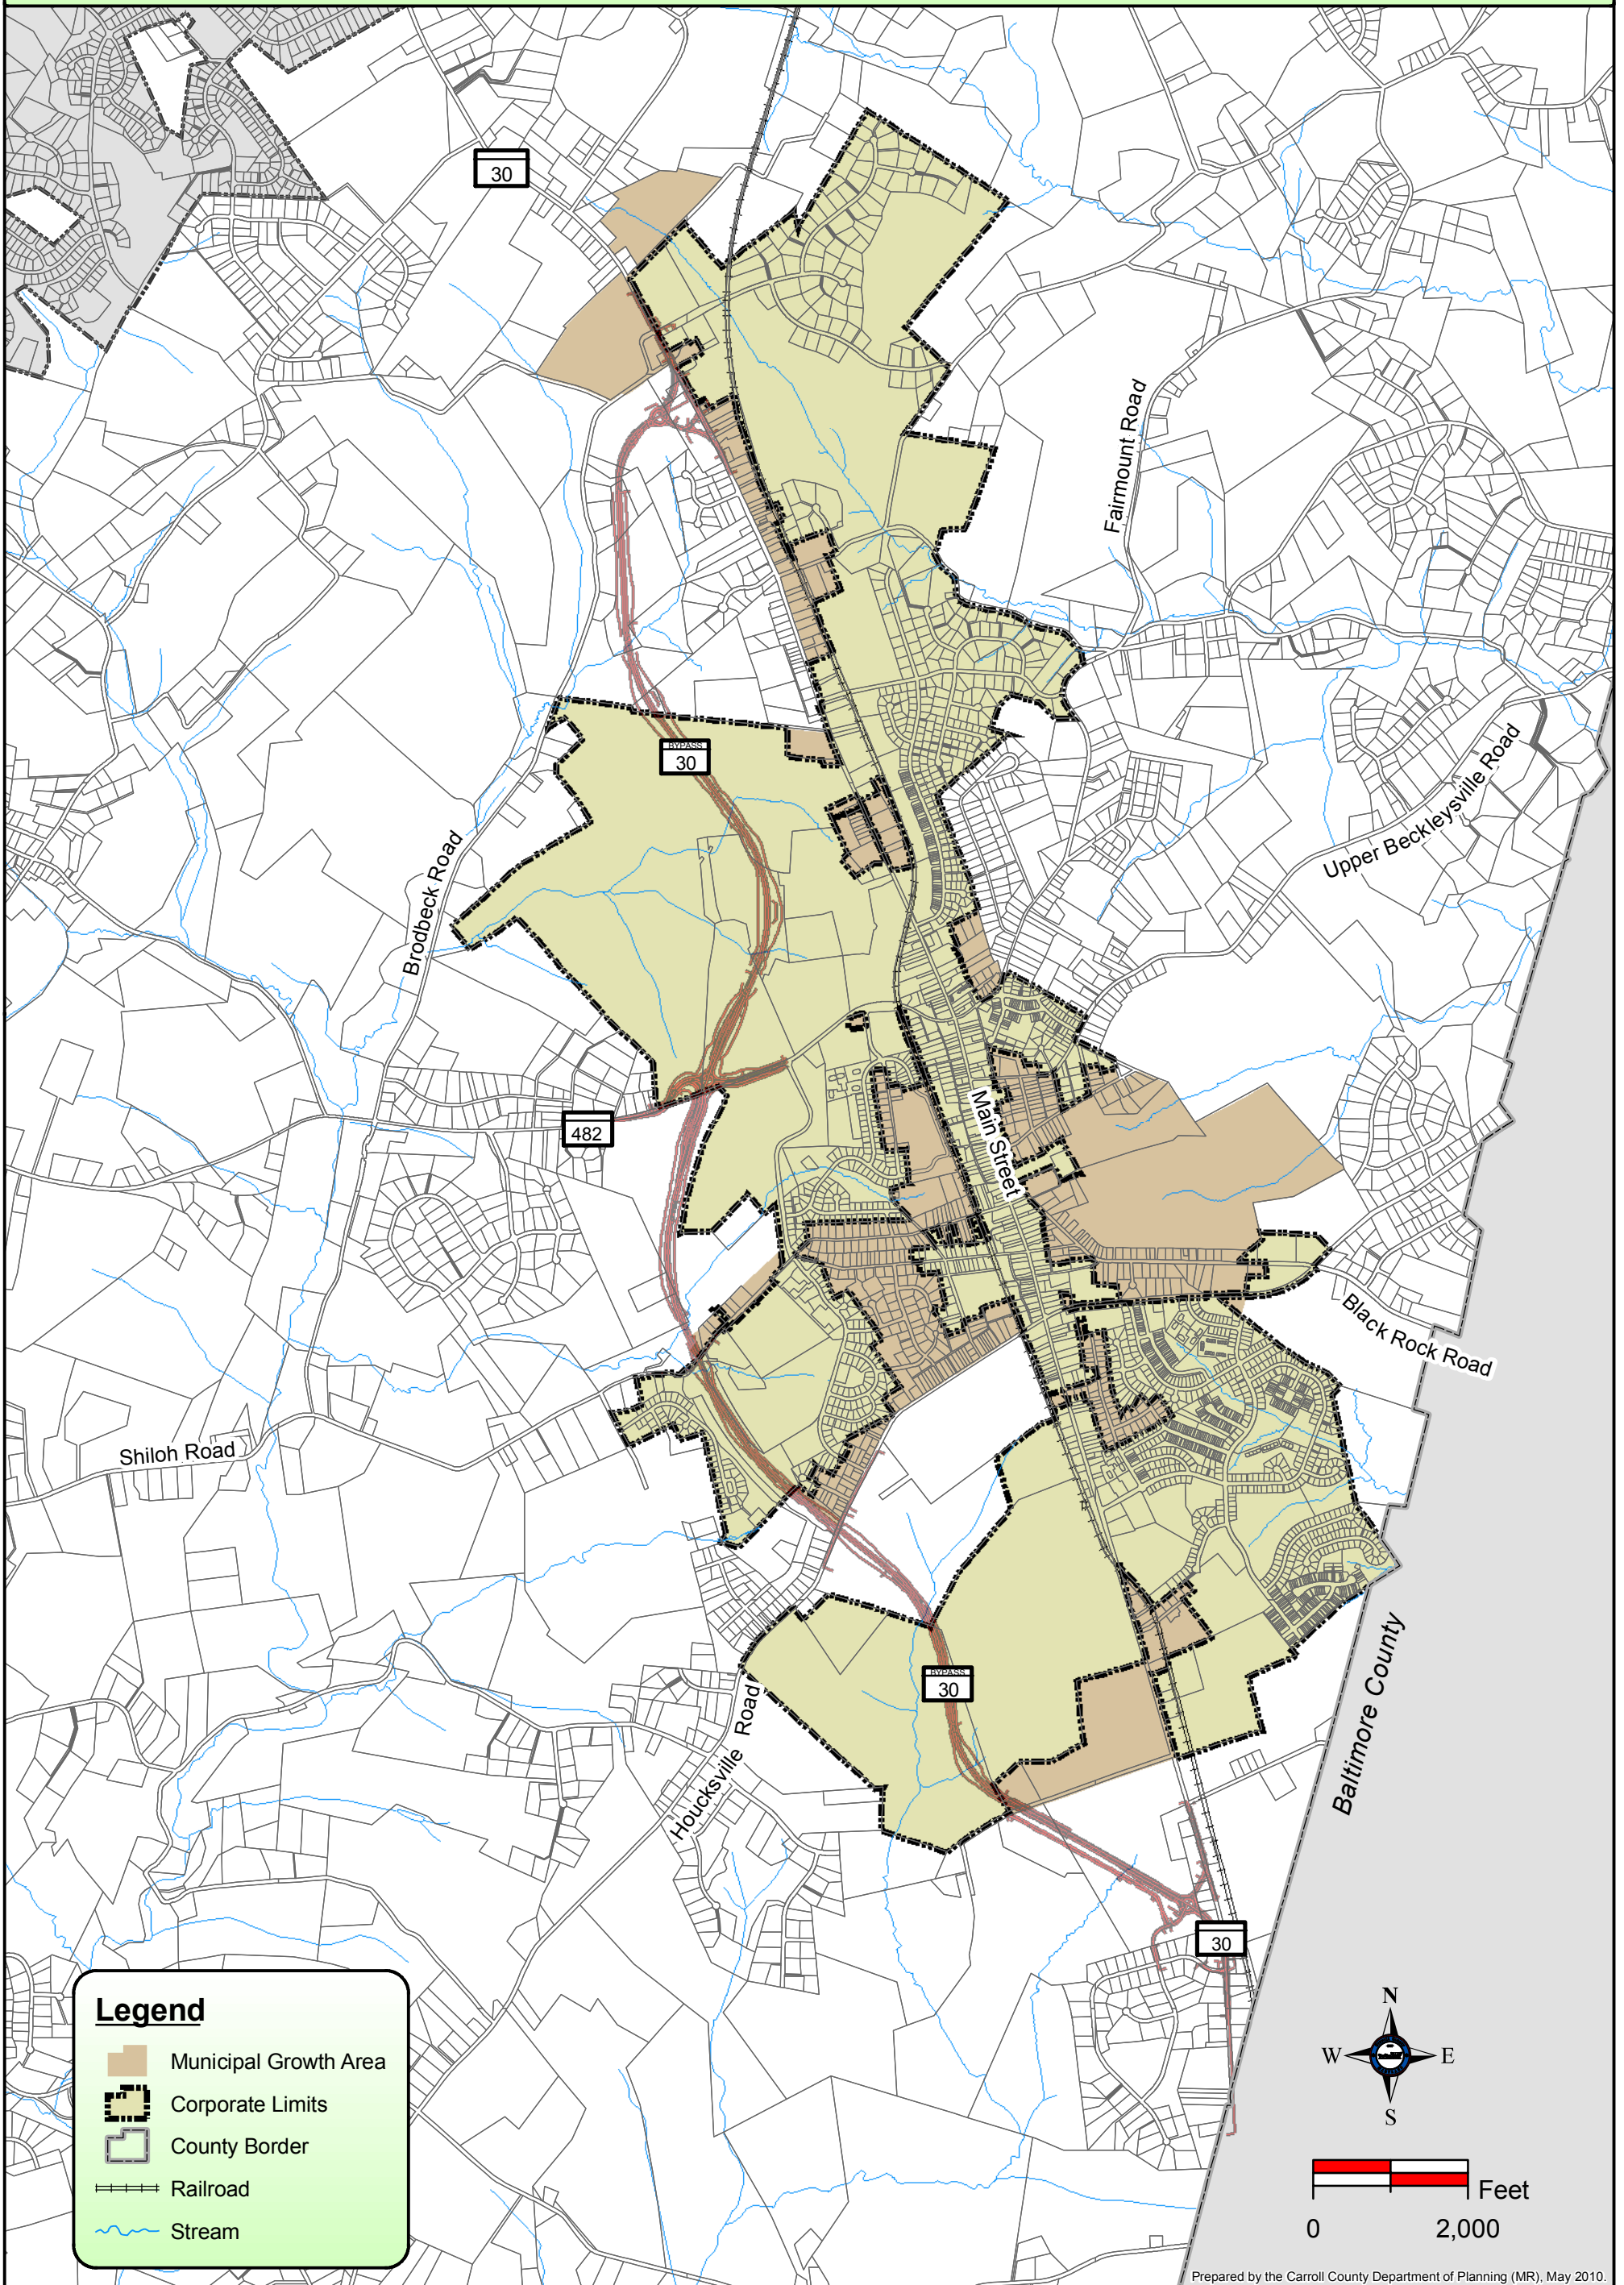 30
Fairmount Road
BYPASS
30
Upper Beckleysville Road
Brodbeck Road
Main Street
482
Black Rock Road
Shiloh Road
BYPASS
30
Baltimore County
Houcksville Road
30
Legend
Municipal Growth Area
Corporate Limits
County Border
Railroad
Stream
N
W E
S
Feet
0 2,000
Prepared by the Carroll County Department of Planning (MR), May 2010.